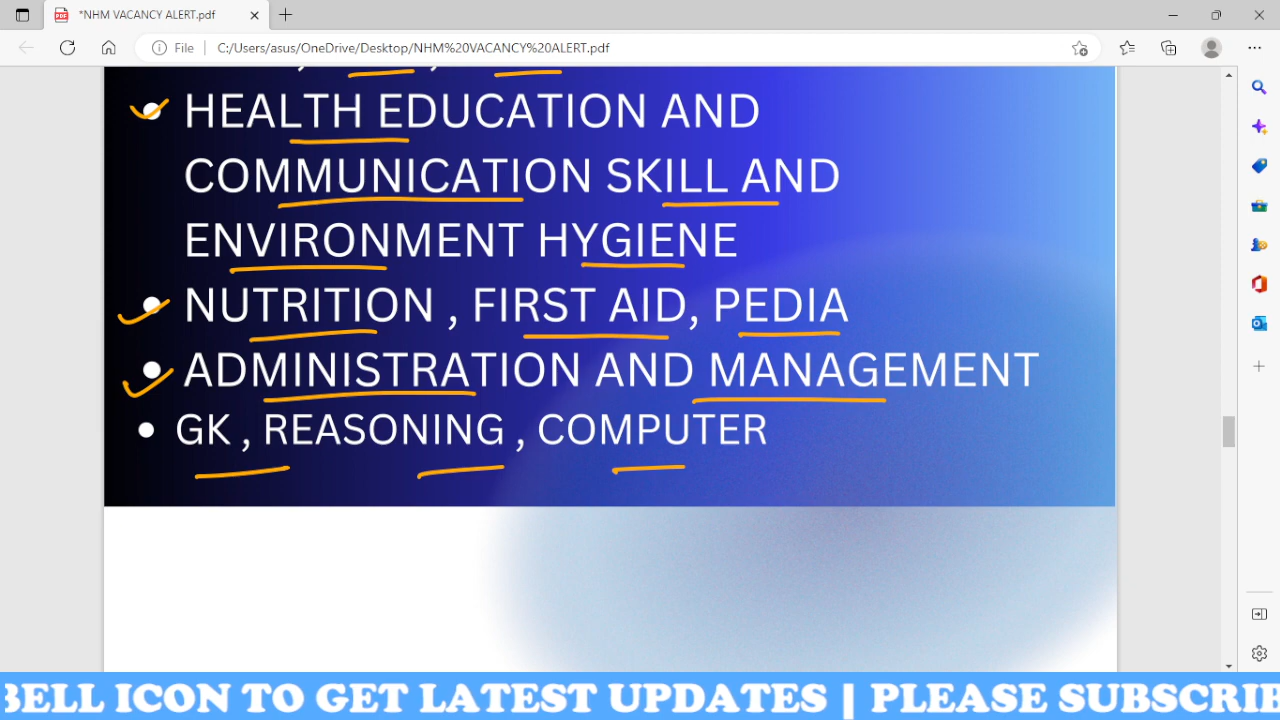 *NHM VACANCY ALERT.pdf
File
C:/Users/asus/OneDrive/Desktop/NHM%20VACANCY%20ALERT.pdf
HEALTH EDUCATION AND
COMMUNICATION SKILL AND
ENVIRONMENT HYGIENE
NUTRITION , FIRST AID, PEDIA
ADMINISTRATION AND MANAGEMENT
GK , REASONING , COMPUTER
BELL ICON TO GET LATEST UPDATES | PLEASE SUBSCRIB